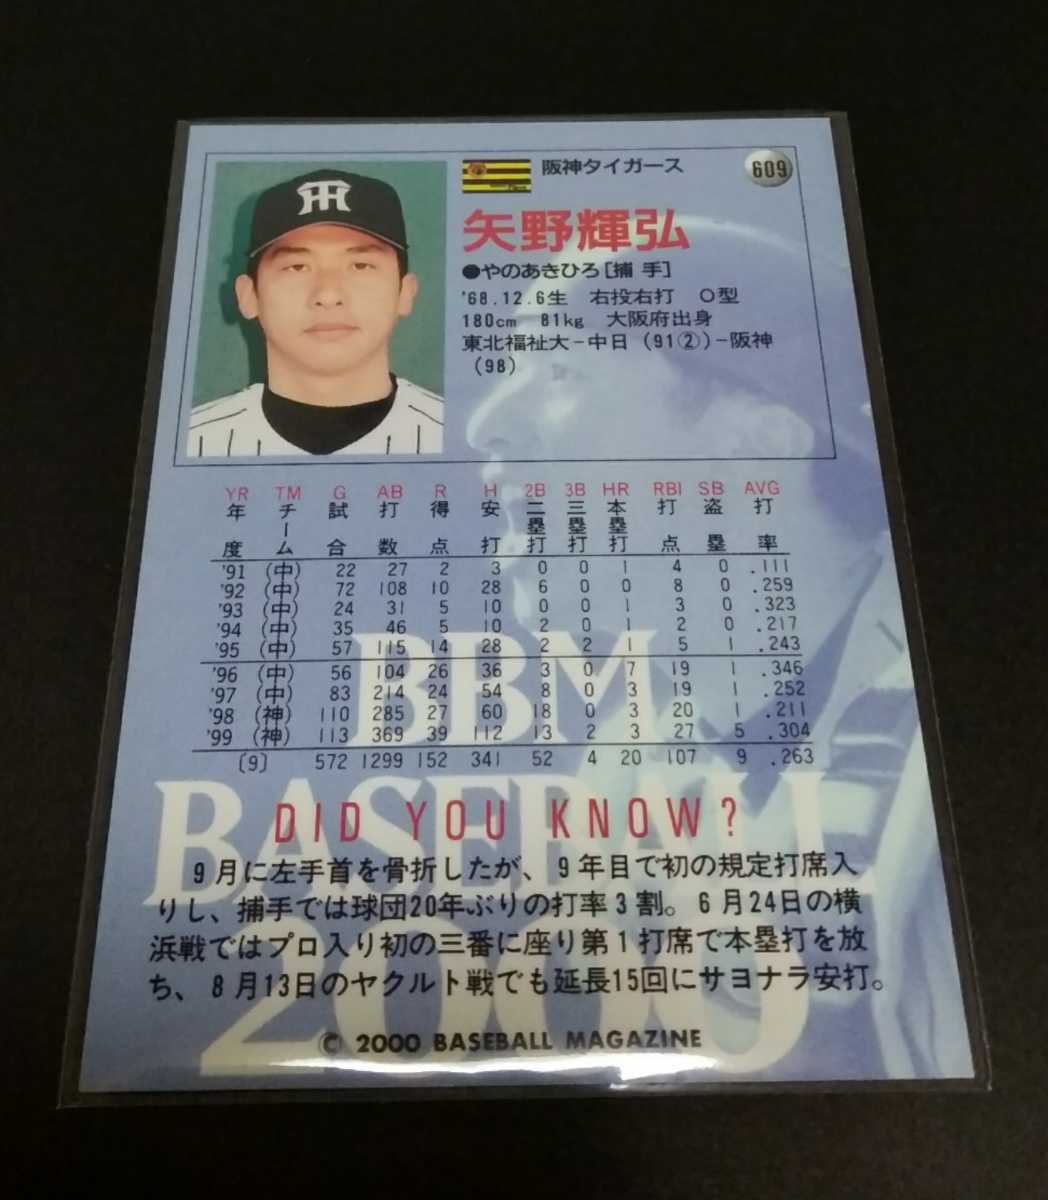 阪神タイガース
609
矢野輝弘
●やのあきひろ[捕 手]
'68.12.6生 右投右打 O型
180cm 81kg 大阪府出身
東北福祉大-中日(91②)-阪神
(98)
YR TM G AB R H 2B 3B HR RBI SB AVG
年度 チーム 試合 打数 得点 安打 二塁打 三塁打 本塁打 打点 盗塁 打率
'91 (中) 22 27 2 3 0 0 1 4 0 .111
'92 (中) 72 108 10 28 6 0 0 8 0 .259
'93 (中) 24 31 5 10 0 0 1 3 0 .323
'94 (中) 35 46 5 10 2 0 1 2 0 .217
'95 (中) 57 115 14 28 2 2 1 5 1 .243
'96 (中) 56 104 26 36 3 0 7 19 1 .346
'97 (中) 83 214 24 54 8 0 3 19 1 .252
'98 (神) 110 285 27 60 18 0 3 20 1 .211
'99 (神) 113 369 39 112 13 2 3 27 5 .304
[9] 572 1299 152 341 52 4 20 107 9 .263
BBM
BASEBALL
2000
DID YOU KNOW?
9月に左手首を骨折したが、9年目で初の規定打席入
りし、捕手では球団20年ぶりの打率3割。6月24日の横
浜戦ではプロ入り初の三番に座り第1打席で本塁打を放
ち、8月13日のヤクルト戦でも延長15回にサヨナラ安打。
© 2000 BASEBALL MAGAZINE